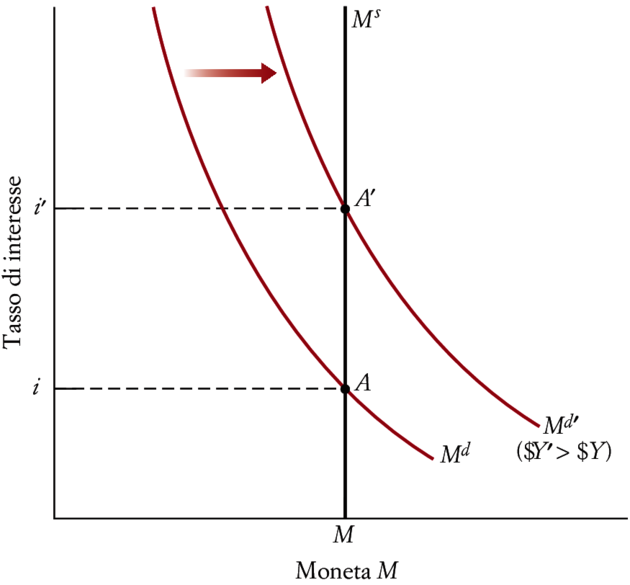 Mˢ
Tasso di interesse
i′
A′
i
A
Mᵈ′
($Y′ > $Y)
Mᵈ
M
Moneta M